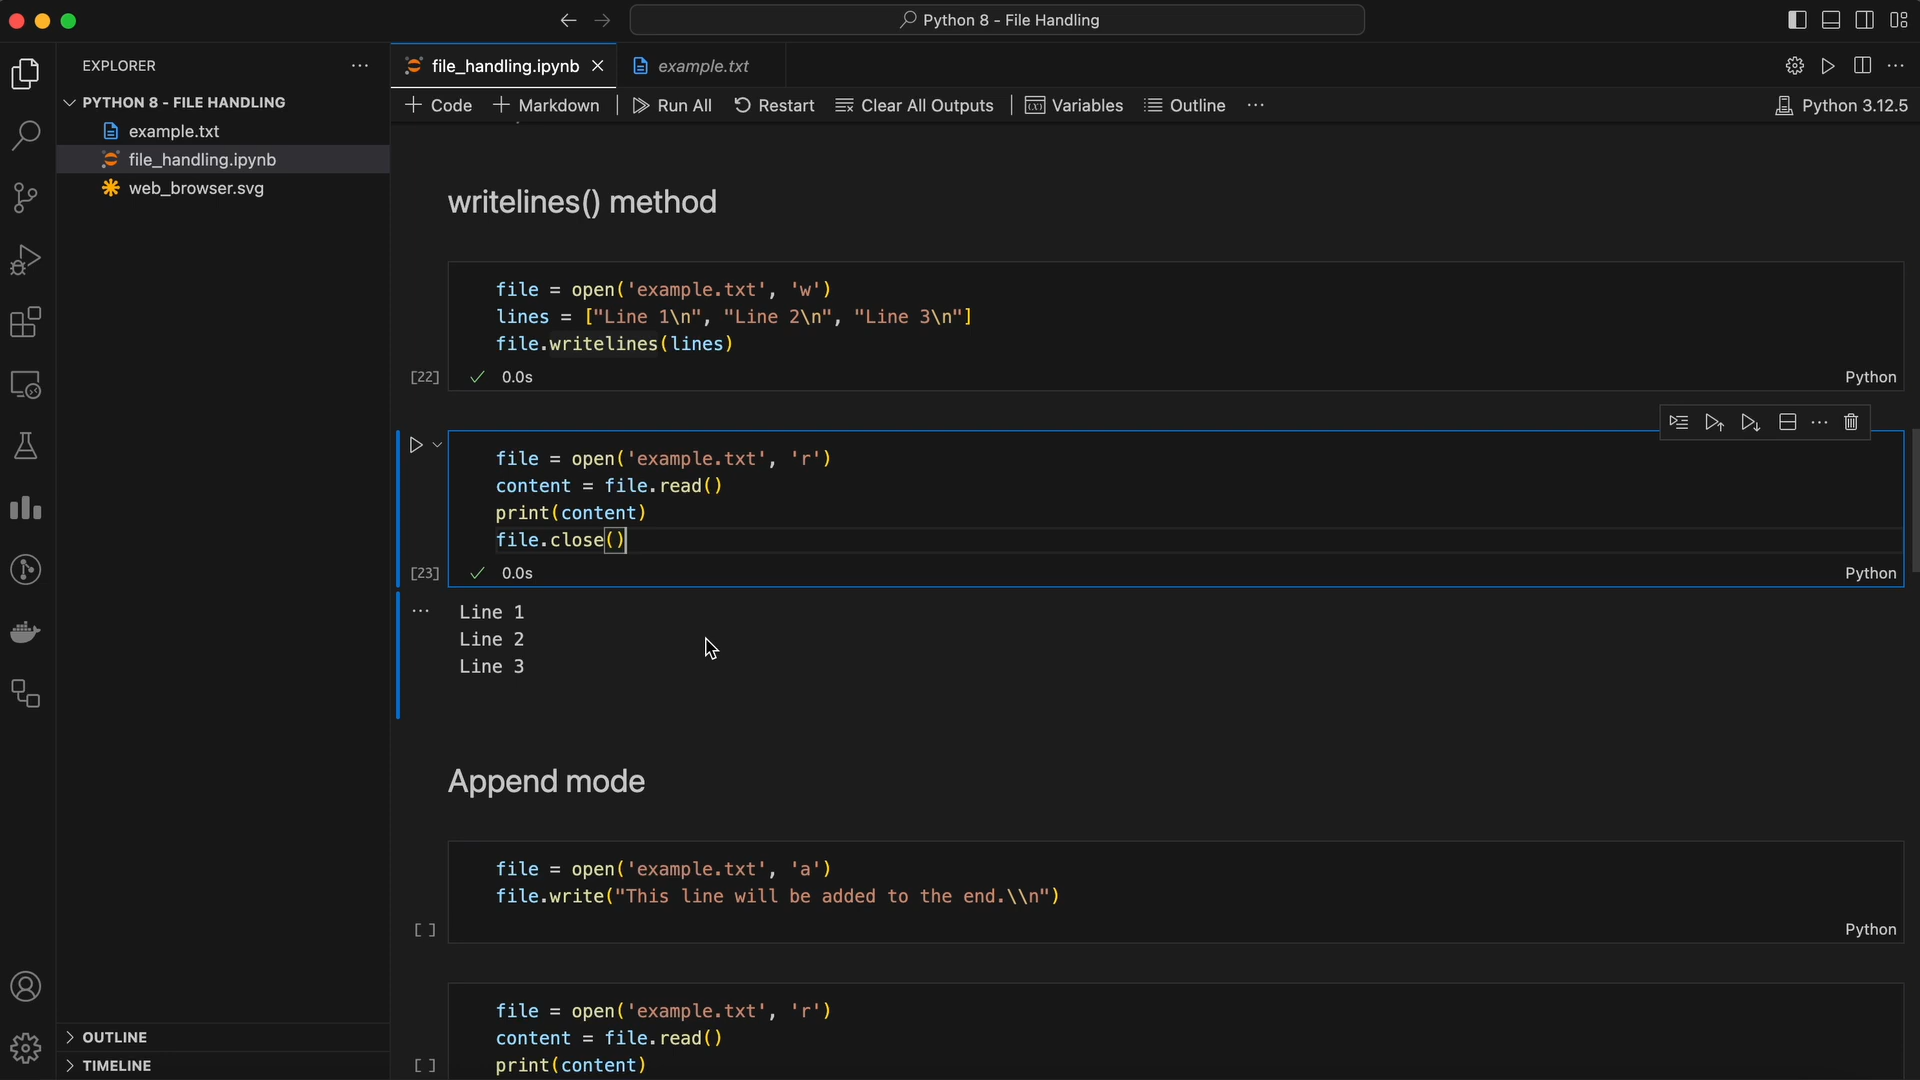 Python 8 - File Handling
EXPLORER
PYTHON 8 - FILE HANDLING
example.txt
file_handling.ipynb
web_browser.svg
OUTLINE
TIMELINE
file_handling.ipynb
example.txt
Code
Markdown
Run All
Restart
Clear All Outputs
Variables
Outline
Python 3.12.5
writelines() method
file = open('example.txt', 'w')
lines = ["Line 1\n", "Line 2\n", "Line 3\n"]
file.writelines(lines)
[22] 0.0s Python
file = open('example.txt', 'r')
content = file.read()
print(content)
file.close()
[23] 0.0s Python
Line 1
Line 2
Line 3
Append mode
file = open('example.txt', 'a')
file.write("This line will be added to the end.\\n")
[ ] Python
file = open('example.txt', 'r')
content = file.read()
[ ] print(content)